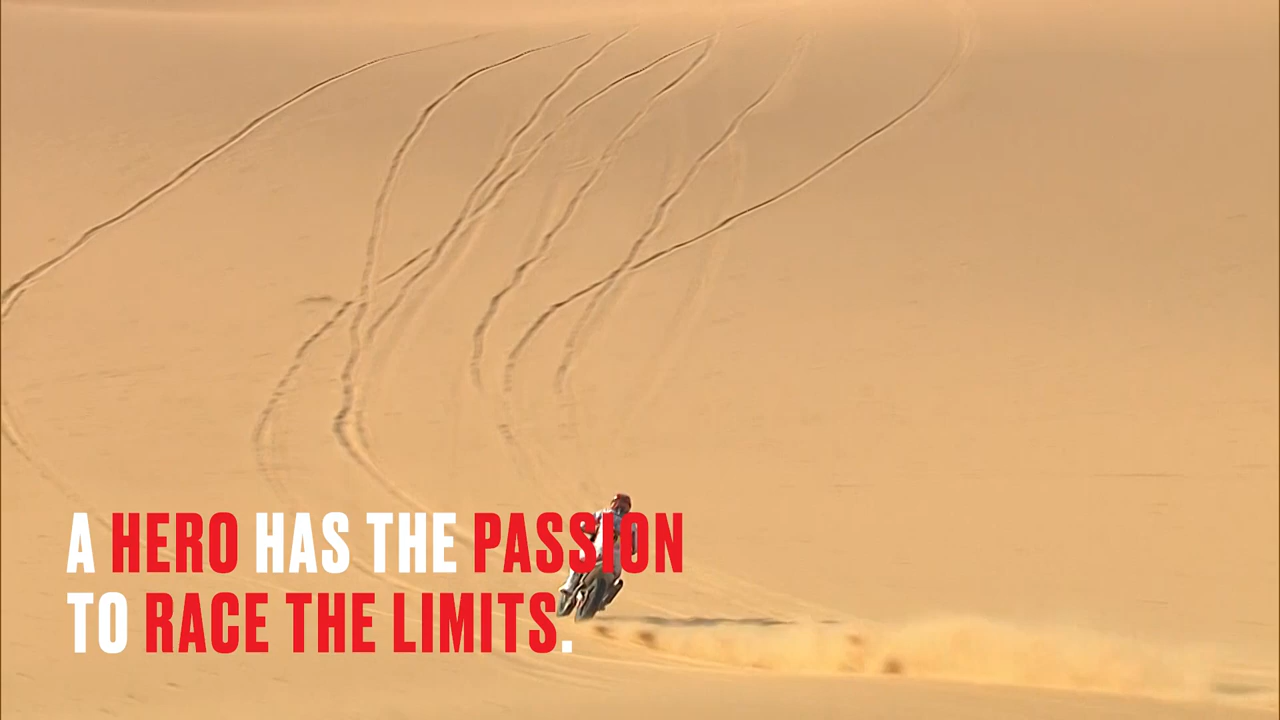 A HERO HAS THE PASSION
TO RACE THE LIMITS.